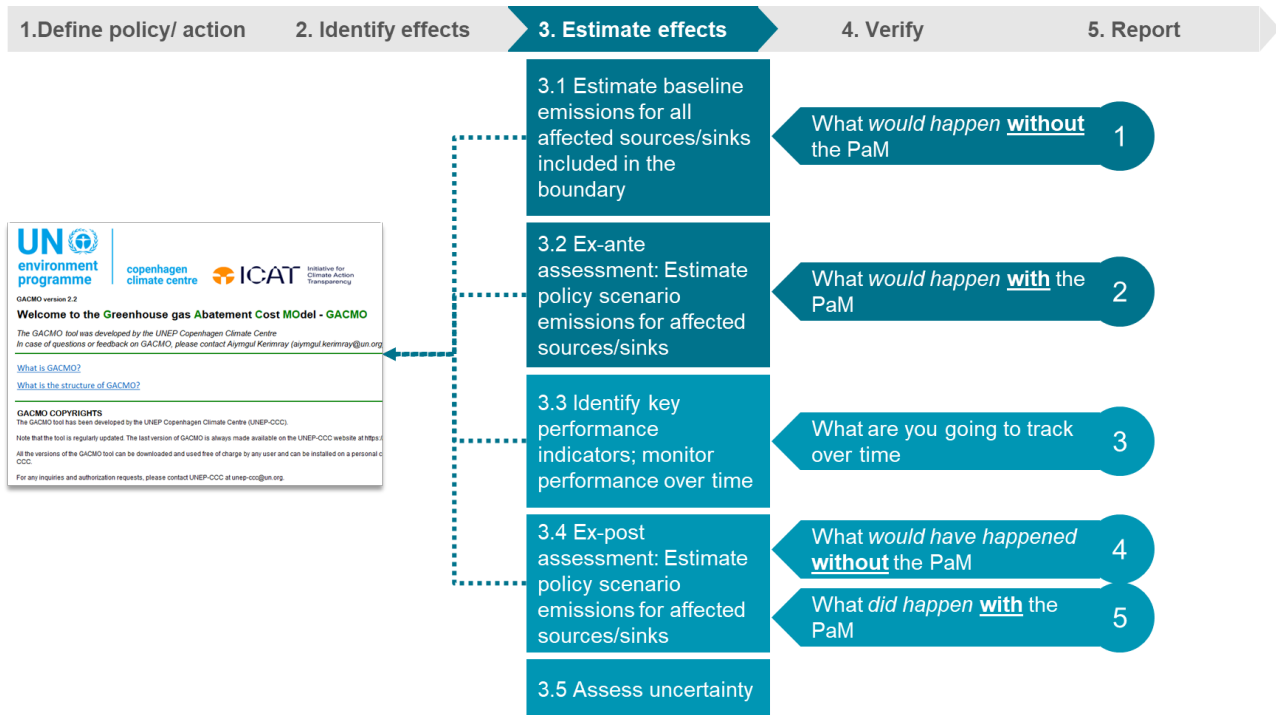 1.Define policy/ action
2. Identify effects
3. Estimate effects
4. Verify
5. Report
3.1 Estimate baseline
emissions for all
affected sources/sinks
included in the
boundary
What would happen without
the PaM
1
3.2 Ex-ante
assessment: Estimate
policy scenario
emissions for affected
sources/sinks
What would happen with the
PaM
2
3.3 Identify key
performance
indicators; monitor
performance over time
What are you going to track
over time
3
3.4 Ex-post
assessment: Estimate
policy scenario
emissions for affected
sources/sinks
What would have happened
without the PaM
4
What did happen with the
PaM
5
3.5 Assess uncertainty
UN
environment
programme
copenhagen
climate centre
ICAT
Initiative for
Climate Action
Transparency
GACMO version 2.2
Welcome to the Greenhouse gas Abatement Cost MOdel - GACMO
The GACMO tool was developed by the UNEP Copenhagen Climate Centre
In case of questions or feedback on GACMO, please contact Aiymgul Kerimray (aiymgul.kerimray@un.org
What is GACMO?
What is the structure of GACMO?
GACMO COPYRIGHTS
The GACMO tool has been developed by the UNEP Copenhagen Climate Centre (UNEP-CCC).
Note that the tool is regularly updated. The last version of GACMO is always made available on the UNEP-CCC website at https:/
All the versions of the GACMO tool can be downloaded and used free of charge by any user and can be installed on a personal c
CCC.
For any inquiries and authorization requests, please contact UNEP-CCC at unep-ccc@un.org.